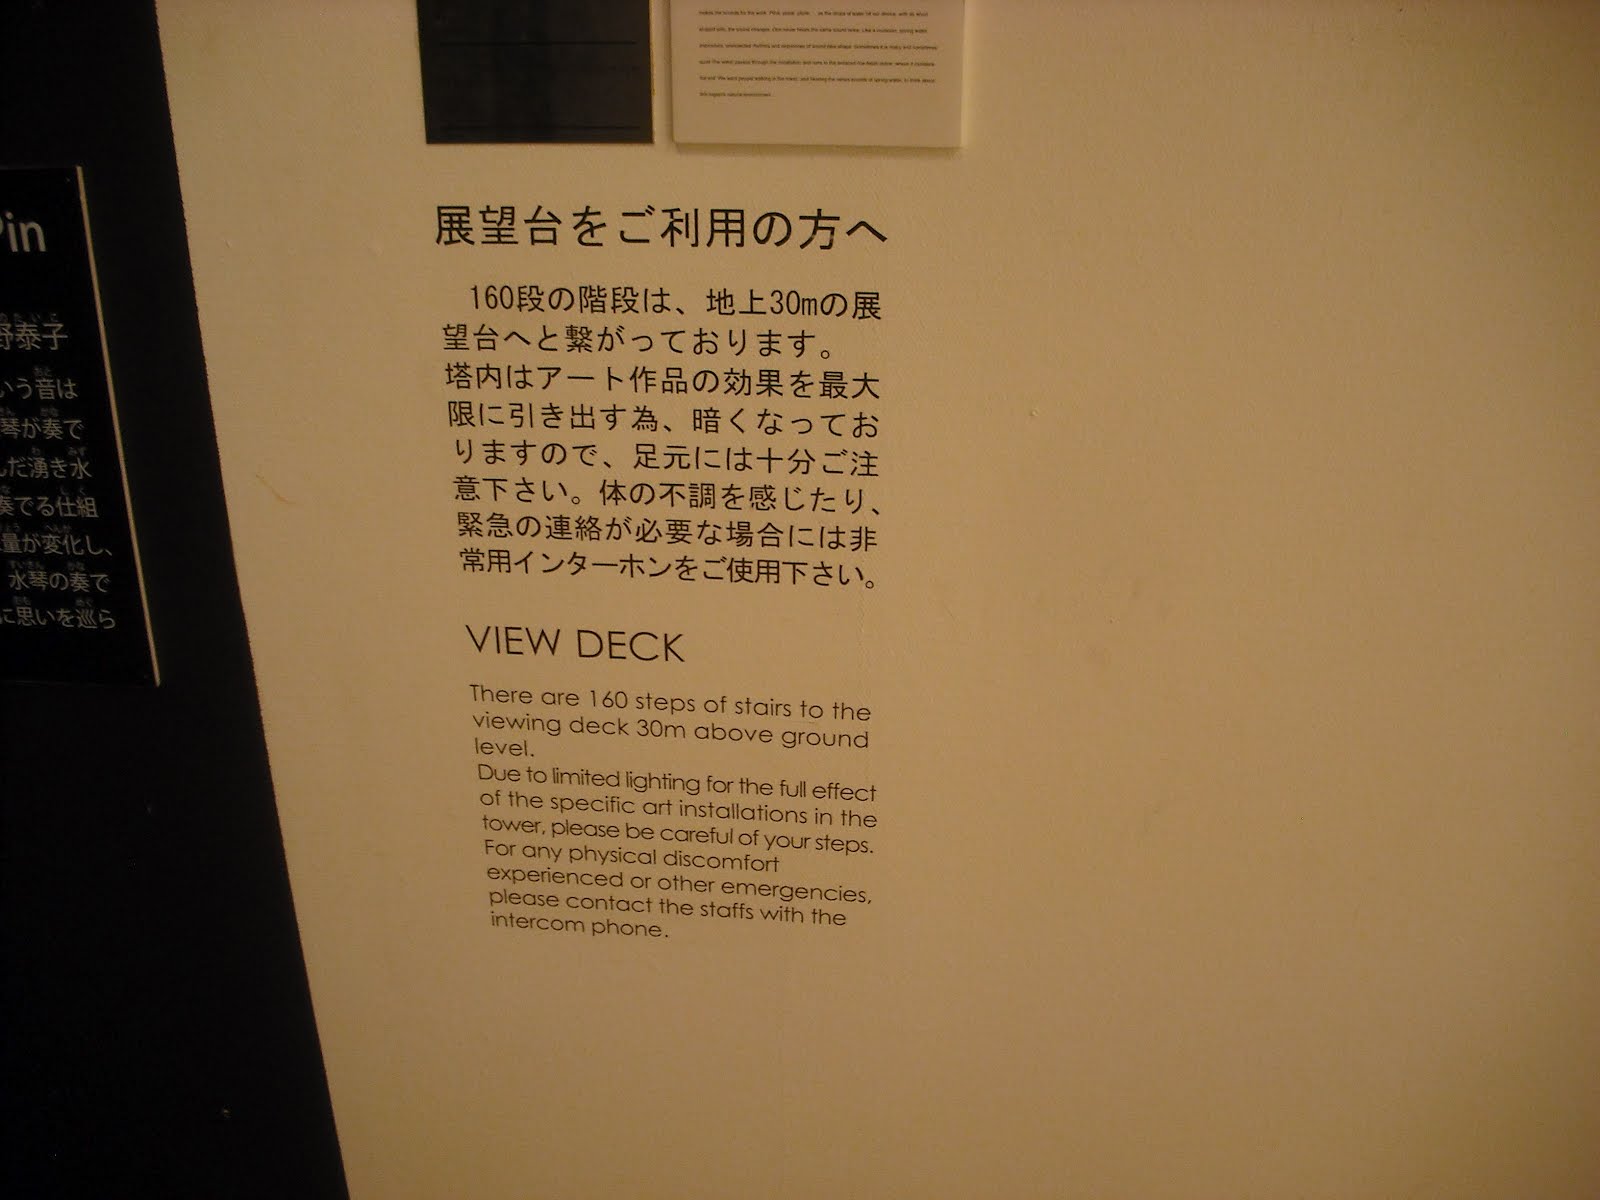 Pin
野泰子
いう音は
琴が奏で
だ湧き水
奏でる仕組
量が変化し、
水琴の奏で
に思いを巡ら
展望台をご利用の方へ
160段の階段は、地上30mの展
望台へと繋がっております。
塔内はアート作品の効果を最大
限に引き出す為、暗くなってお
りますので、足元には十分ご注
意下さい。体の不調を感じたり、
緊急の連絡が必要な場合には非
常用インターホンをご使用下さい。
VIEW DECK
There are 160 steps of stairs to the
viewing deck 30m above ground
level.
Due to limited lighting for the full effect
of the specific art installations in the
tower, please be careful of your steps.
For any physical discomfort
experienced or other emergencies,
please contact the staffs with the
intercom phone.